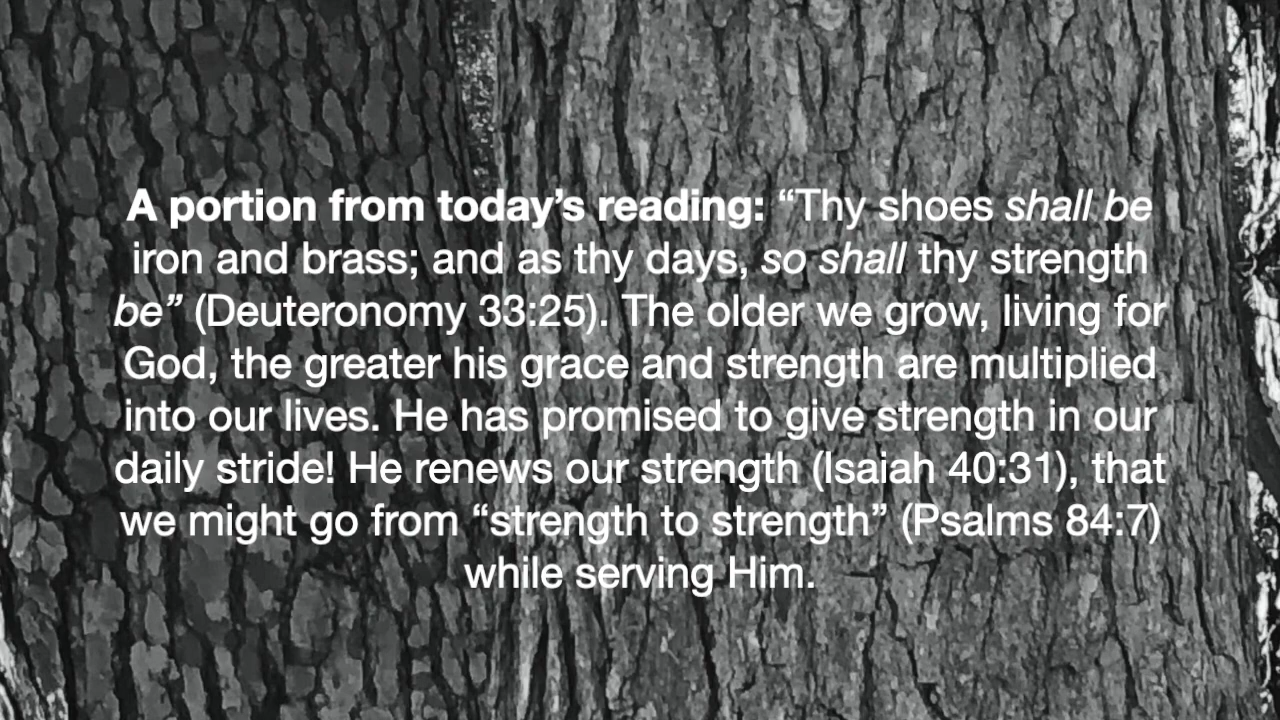 A portion from today’s reading: “Thy shoes shall be
iron and brass; and as thy days, so shall thy strength
be” (Deuteronomy 33:25). The older we grow, living for
God, the greater his grace and strength are multiplied
into our lives. He has promised to give strength in our
daily stride! He renews our strength (Isaiah 40:31), that
we might go from “strength to strength” (Psalms 84:7)
while serving Him.